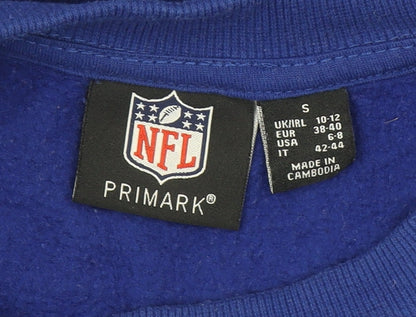 NFL
PRIMARK®
S
UK/IRL 10-12
EUR 38-40
USA 6-8
IT 42-44
MADE IN
CAMBODIA